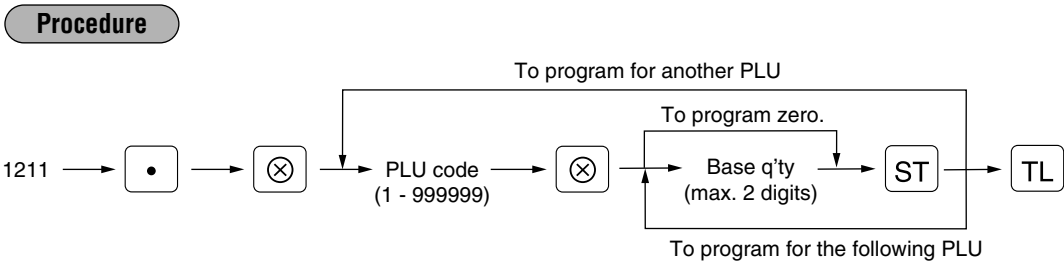 Procedure
To program for another PLU
To program zero.
1211 • ⊗ PLU code ⊗ Base q'ty ST TL
(1 - 999999) (max. 2 digits)
To program for the following PLU